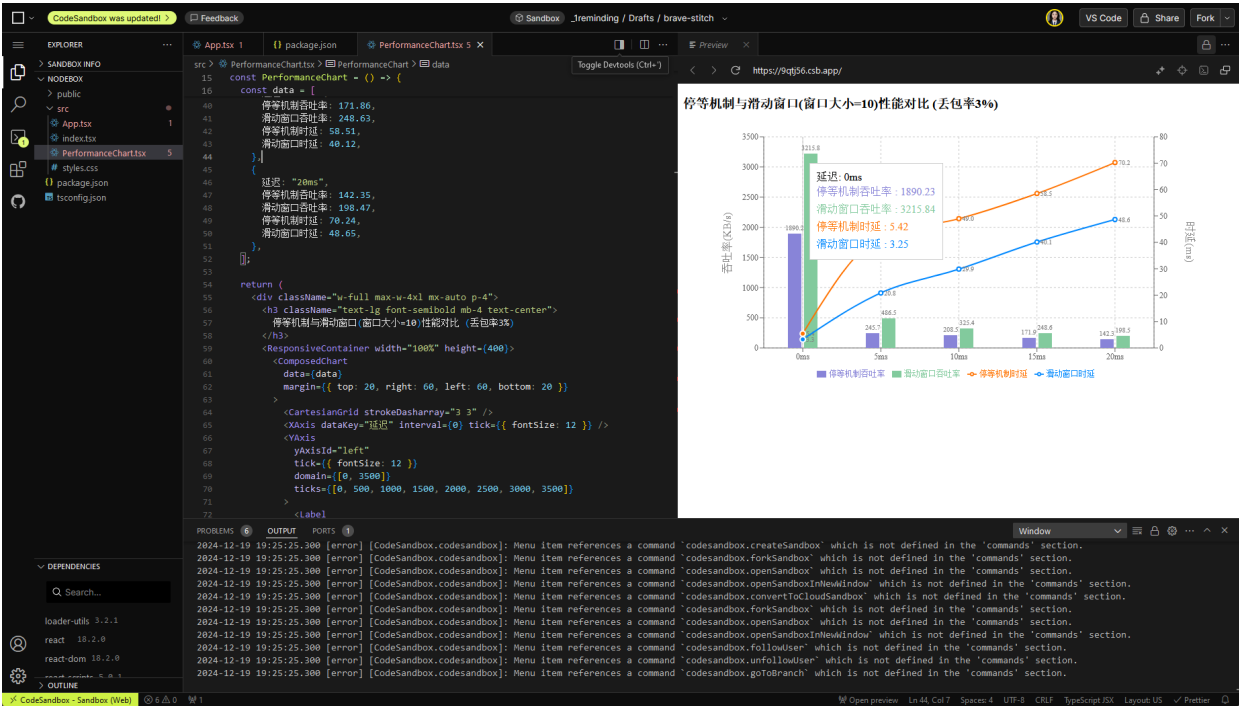 CodeSandbox was updated!
Feedback
Sandbox
_1reminding / Drafts / brave-stitch
VS Code
Share
Fork
EXPLORER
SANDBOX INFO
NODEBOX
public
src
App.tsx 1
index.tsx
PerformanceChart.tsx 5
# styles.css
{} package.json
tsconfig.json
DEPENDENCIES
Search...
loader-utils 3.2.1
react 18.2.0
react-dom 18.2.0
OUTLINE
App.tsx 1
{} package.json
PerformanceChart.tsx 5
src > PerformanceChart.tsx > PerformanceChart > data
Toggle Devtools (Ctrl+`)
15 const PerformanceChart = () => {
16 const data = [
40 停等机制吞吐率: 171.86,
41 滑动窗口吞吐率: 248.63,
42 停等机制时延: 58.51,
43 滑动窗口时延: 40.12,
44 },
45 {
46 延迟: "20ms",
47 停等机制吞吐率: 142.35,
48 滑动窗口吞吐率: 198.47,
49 停等机制时延: 70.24,
50 滑动窗口时延: 48.65,
51 },
52 ];
53
54 return (
55 <div className="w-full max-w-4xl mx-auto p-4">
56 <h3 className="text-lg font-semibold mb-4 text-center">
57 停等机制与滑动窗口(窗口大小=10)性能对比 (丢包率3%)
58 </h3>
59 <ResponsiveContainer width="100%" height={400}>
60 <ComposedChart
61 data={data}
62 margin={{ top: 20, right: 60, left: 60, bottom: 20 }}
63 >
64 <CartesianGrid strokeDasharray="3 3" />
65 <XAxis dataKey="延迟" interval={0} tick={{ fontSize: 12 }} />
66 <YAxis
67 yAxisId="left"
68 tick={{ fontSize: 12 }}
69 domain={[0, 3500]}
70 ticks={[0, 500, 1000, 1500, 2000, 2500, 3000, 3500]}
71 >
72 <Label
Preview
https://9qtj56.csb.app/
停等机制与滑动窗口(窗口大小=10)性能对比 (丢包率3%)
3500
3000
2500
2000
1500
1000
500
0
吞吐率(KB/s)
80
70
60
50
40
30
20
10
0
时延(ms)
3215.8
1890.2
245.7
486.5
208.5
325.4
171.9
248.6
142.3
198.5
70.2
58.5
49.0
48.6
40.1
29.9
20.8
延迟: 0ms
停等机制吞吐率 : 1890.23
滑动窗口吞吐率 : 3215.84
停等机制时延 : 5.42
滑动窗口时延 : 3.25
0ms
5ms
10ms
15ms
20ms
停等机制吞吐率
滑动窗口吞吐率
停等机制时延
滑动窗口时延
PROBLEMS 6
OUTPUT
PORTS 1
Window
2024-12-19 19:25:25.300 [error] [CodeSandbox.codesandbox]: Menu item references a command `codesandbox.createSandbox` which is not defined in the 'commands' section.
2024-12-19 19:25:25.300 [error] [CodeSandbox.codesandbox]: Menu item references a command `codesandbox.forkSandbox` which is not defined in the 'commands' section.
2024-12-19 19:25:25.300 [error] [CodeSandbox.codesandbox]: Menu item references a command `codesandbox.openSandbox` which is not defined in the 'commands' section.
2024-12-19 19:25:25.300 [error] [CodeSandbox.codesandbox]: Menu item references a command `codesandbox.openSandboxInNewWindow` which is not defined in the 'commands' section.
2024-12-19 19:25:25.300 [error] [CodeSandbox.codesandbox]: Menu item references a command `codesandbox.convertToCloudSandbox` which is not defined in the 'commands' section.
2024-12-19 19:25:25.300 [error] [CodeSandbox.codesandbox]: Menu item references a command `codesandbox.forkSandbox` which is not defined in the 'commands' section.
2024-12-19 19:25:25.300 [error] [CodeSandbox.codesandbox]: Menu item references a command `codesandbox.openSandbox` which is not defined in the 'commands' section.
2024-12-19 19:25:25.300 [error] [CodeSandbox.codesandbox]: Menu item references a command `codesandbox.openSandboxInNewWindow` which is not defined in the 'commands' section.
2024-12-19 19:25:25.300 [error] [CodeSandbox.codesandbox]: Menu item references a command `codesandbox.followUser` which is not defined in the 'commands' section.
2024-12-19 19:25:25.300 [error] [CodeSandbox.codesandbox]: Menu item references a command `codesandbox.unfollowUser` which is not defined in the 'commands' section.
2024-12-19 19:25:25.300 [error] [CodeSandbox.codesandbox]: Menu item references a command `codesandbox.goToBranch` which is not defined in the 'commands' section.
CodeSandbox - Sandbox (Web)
6 0
1
Open preview
Ln 44, Col 7
Spaces: 4
UTF-8
CRLF
TypeScript JSX
Layout: US
Prettier